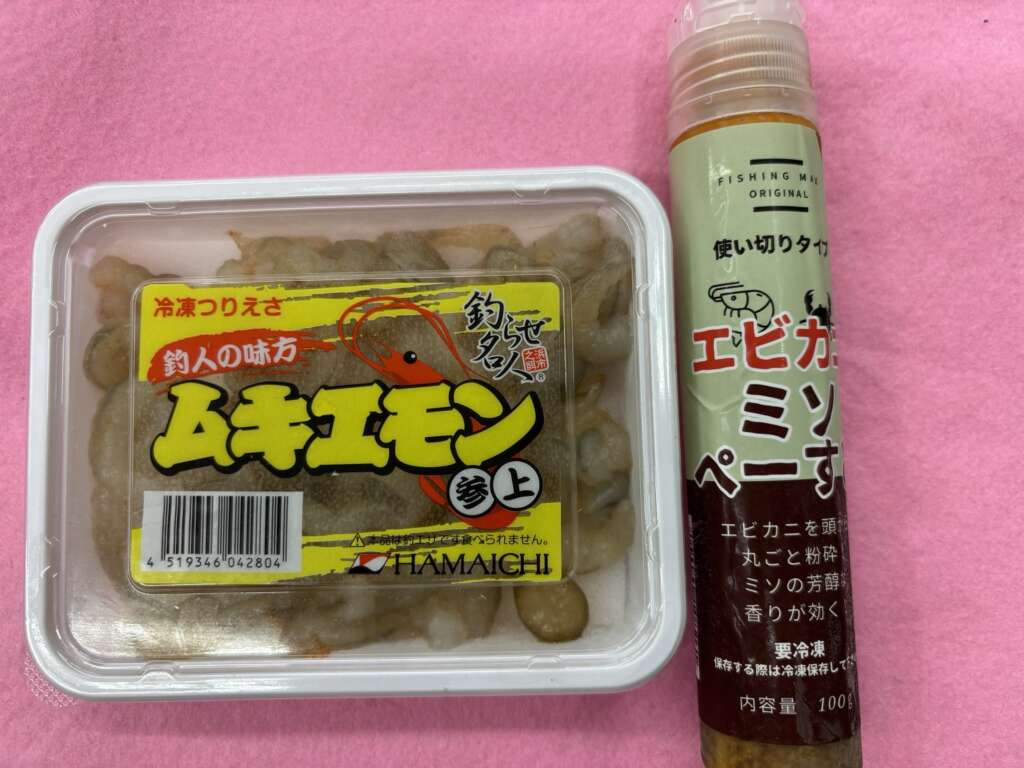 冷凍つりえさ
釣人の味方
釣らせ名人
浜市之印
®
ムキエモン
参上
4 519346 042804
⚠本品は釣エサです食べられません。
HAMAICHI
FISHING MAX
ORIGINAL
使い切りタイプ
エビカニ
ミソ
ペーす
エビカニを頭
丸ごと粉砕
ミソの芳醇
香りが効く
要冷凍
保存する際は冷凍保存して
内容量 100g